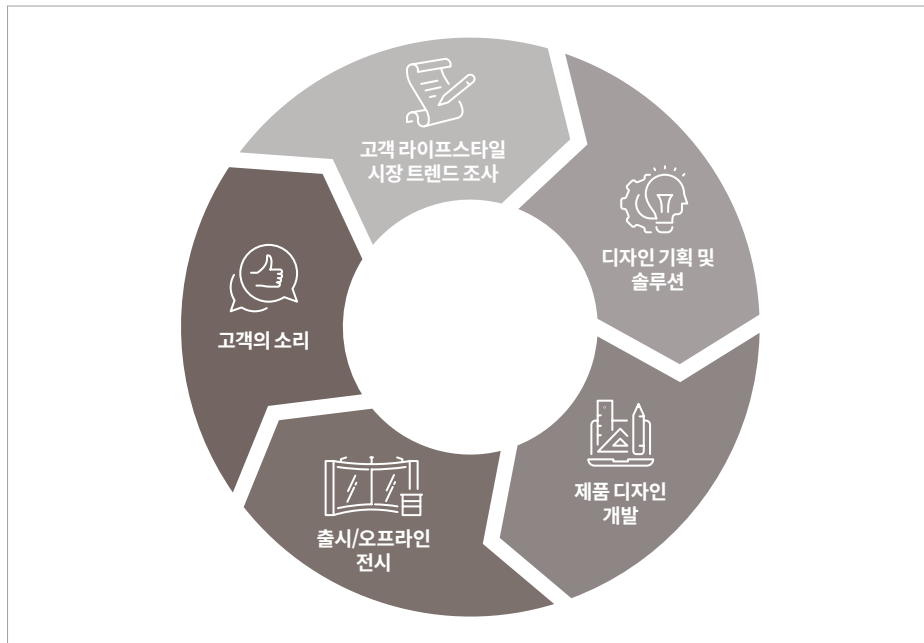 고객 라이프스타일
시장 트렌드 조사
디자인 기획 및
솔루션
제품 디자인
개발
출시/오프라인
전시
고객의 소리